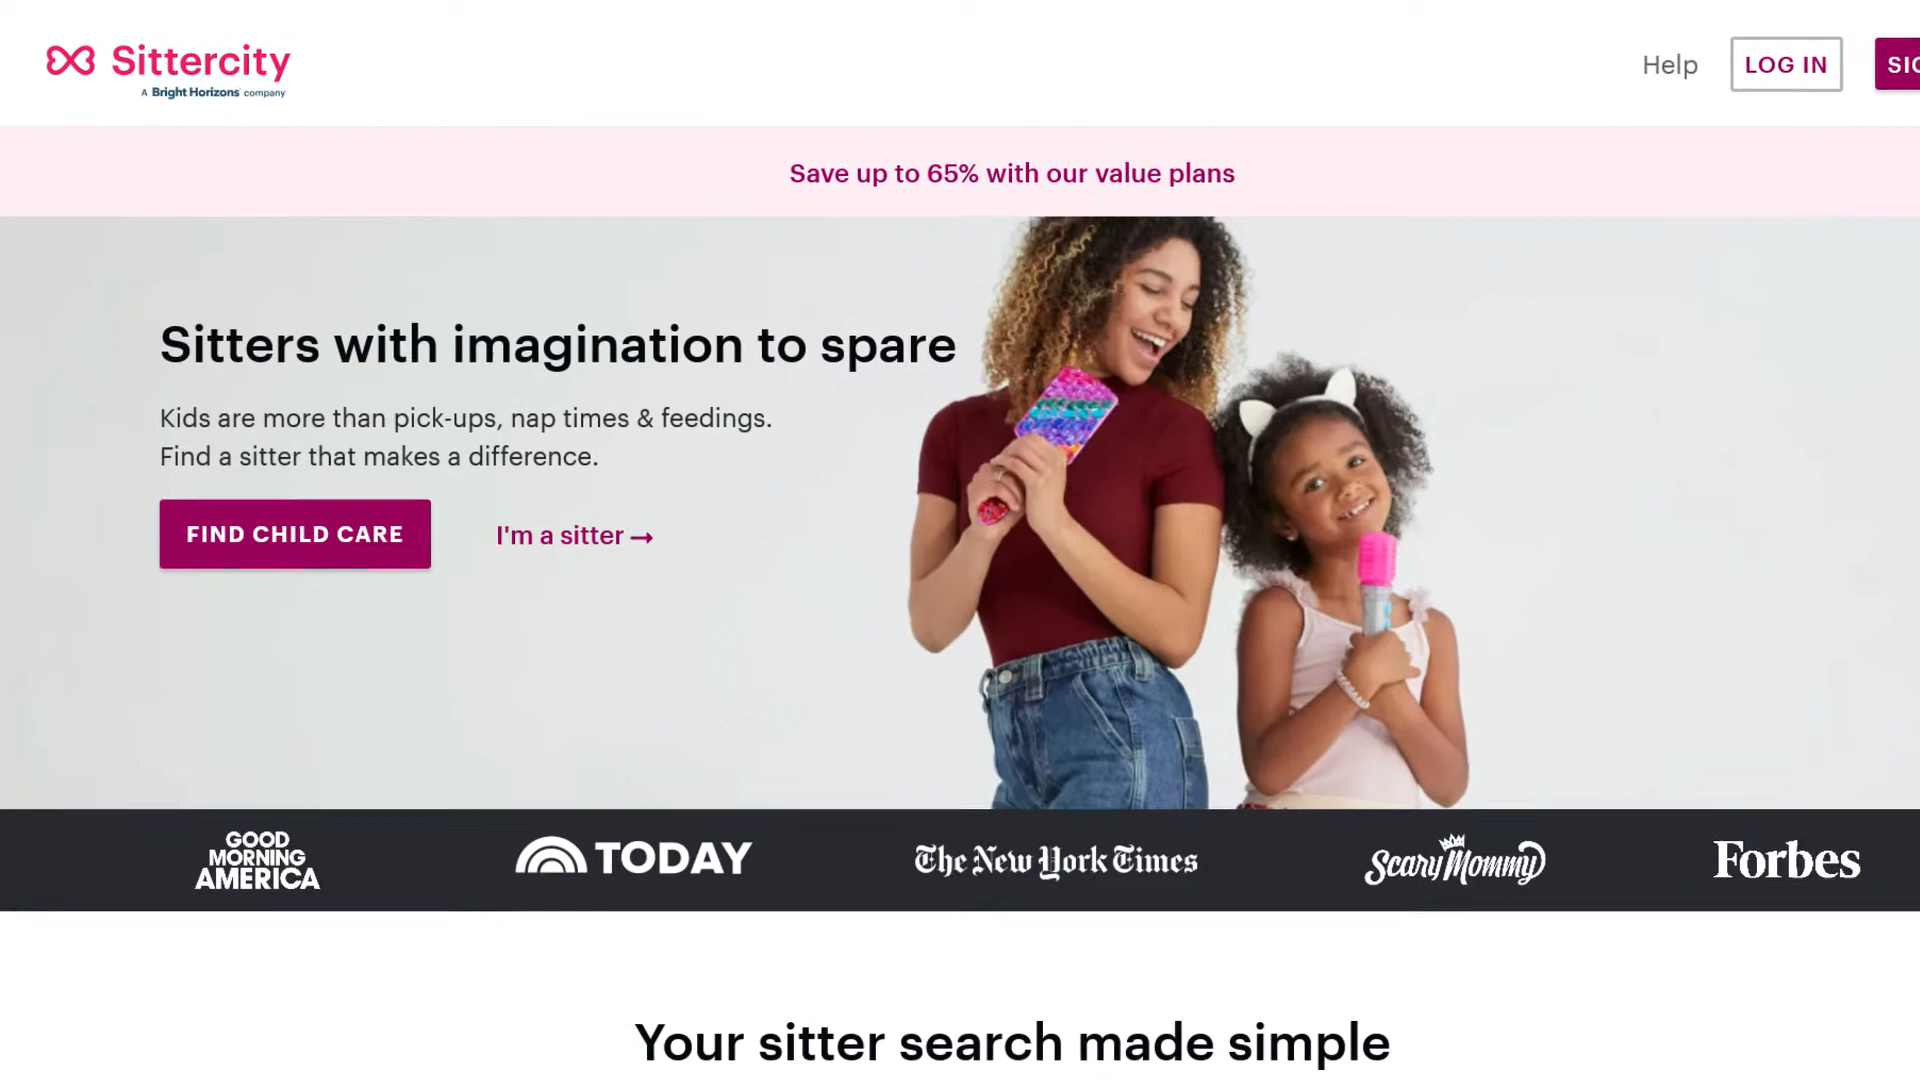 Sittercity
A Bright Horizons company
Help
LOG IN
Save up to 65% with our value plans
Sitters with imagination to spare
Kids are more than pick-ups, nap times & feedings.
Find a sitter that makes a difference.
FIND CHILD CARE
I'm a sitter →
GOOD
MORNING
AMERICA
TODAY
The New York Times
Scary Mommy
Forbes
Your sitter search made simple